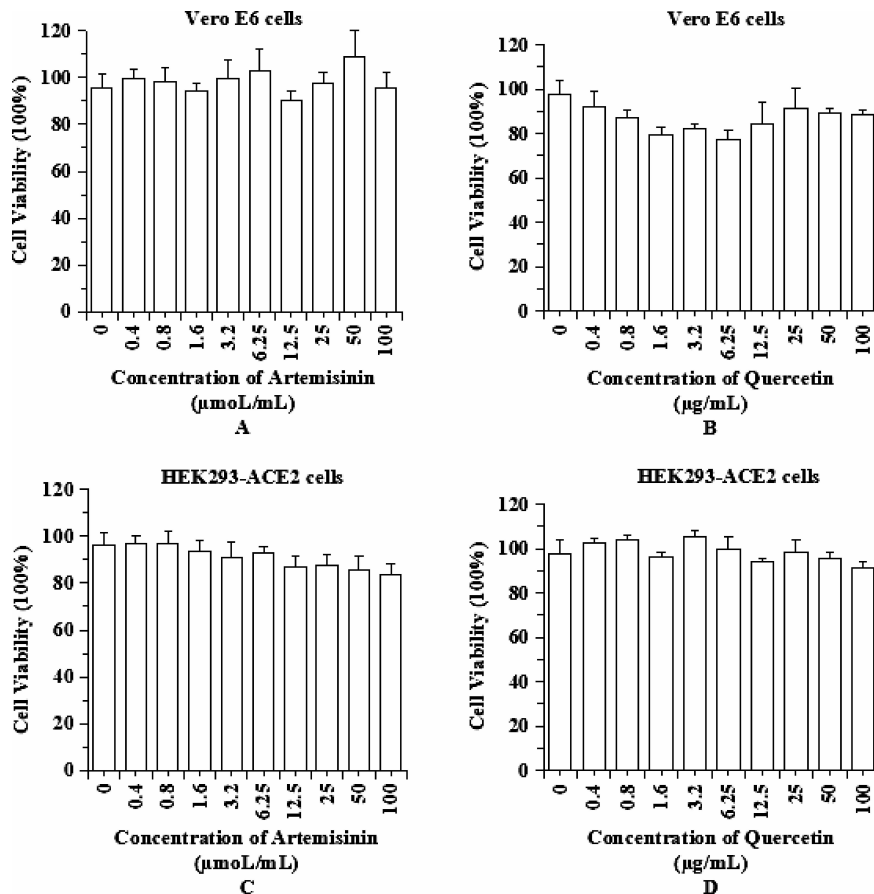 Vero E6 cells
120
100
80
60
40
20
0
Cell Viability (100%)
0 0.4 0.8 1.6 3.2 6.25 12.5 25 50 100
Concentration of Artemisinin
(µmoL/mL)
A
Vero E6 cells
120
100
80
60
40
20
0
Cell Viability (100%)
0 0.4 0.8 1.6 3.2 6.25 12.5 25 50 100
Concentration of Quercetin
(µg/mL)
B
HEK293-ACE2 cells
120
100
80
60
40
20
0
Cell Viability (100%)
0 0.4 0.8 1.6 3.2 6.25 12.5 25 50 100
Concentration of Artemisinin
(µmoL/mL)
C
HEK293-ACE2 cells
120
100
80
60
40
20
0
Cell Viability (100%)
0 0.4 0.8 1.6 3.2 6.25 12.5 25 50 100
Concentration of Quercetin
(µg/mL)
D